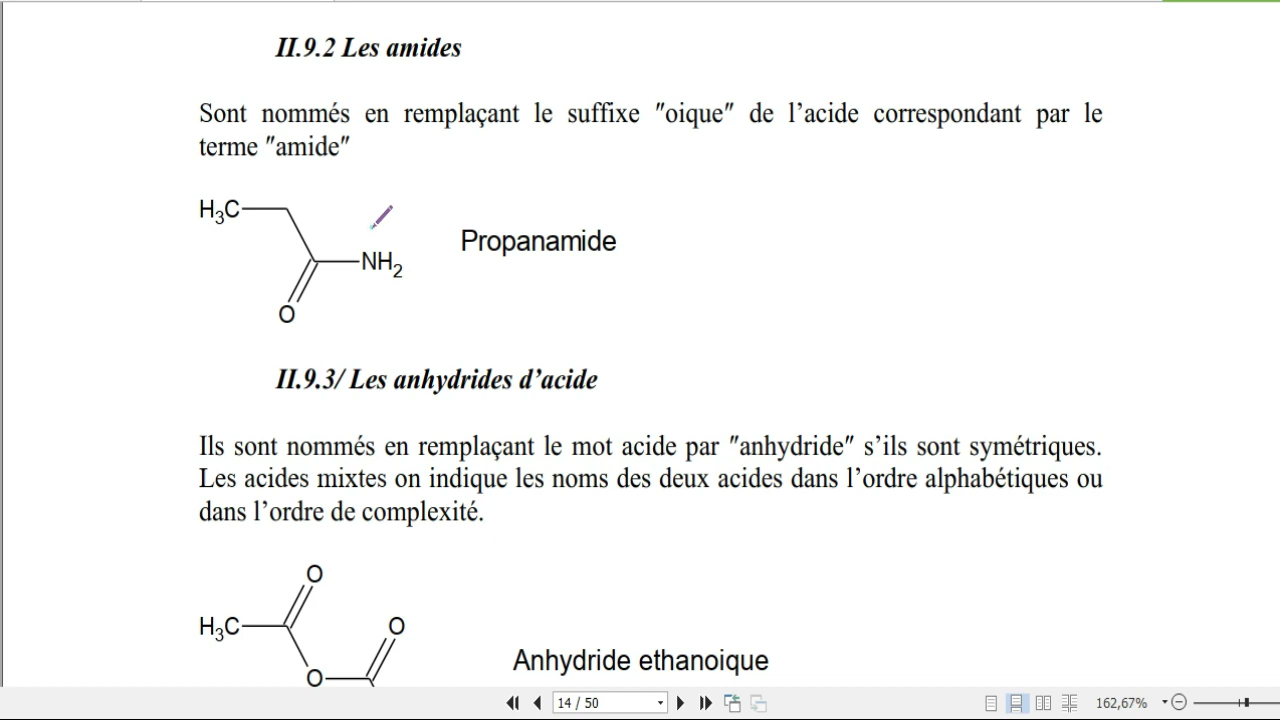 II.9.2 Les amides
Sont nommés en remplaçant le suffixe "oique" de l’acide correspondant par le
terme "amide"
H3C
NH2
O
Propanamide
II.9.3/ Les anhydrides d’acide
Ils sont nommés en remplaçant le mot acide par "anhydride" s’ils sont symétriques.
Les acides mixtes on indique les noms des deux acides dans l’ordre alphabétiques ou
dans l’ordre de complexité.
O
H3C
O
O
Anhydride ethanoique
14 / 50
162,67%